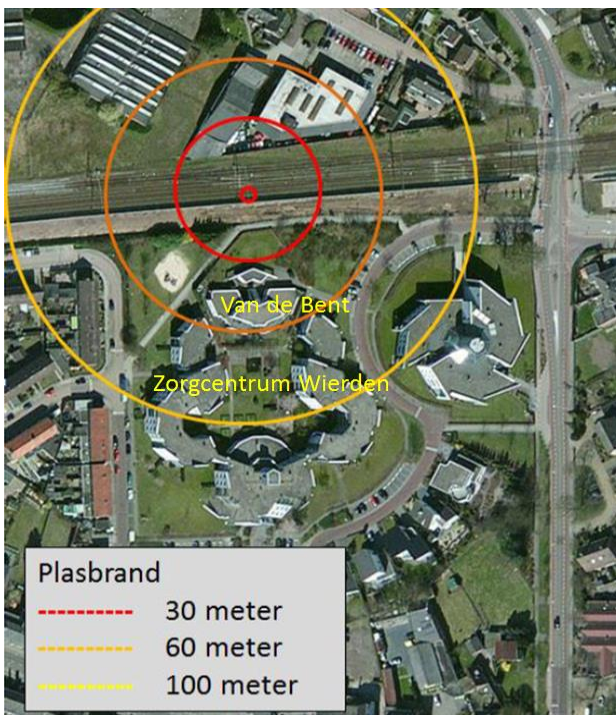 Van de Bent
Zorgcentrum Wierden
Plasbrand
30 meter
60 meter
100 meter